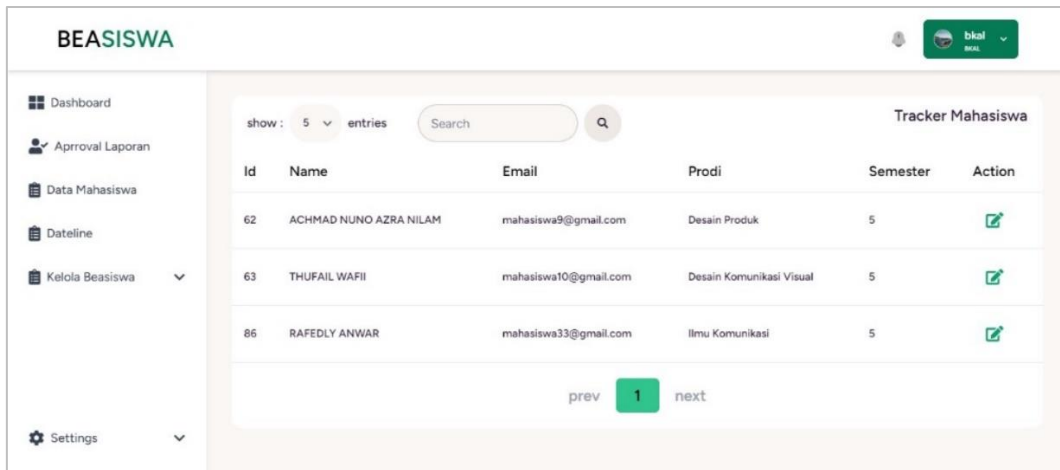 BEASISWA
bkal
BKAL
Dashboard
Aprroval Laporan
Data Mahasiswa
Dateline
Kelola Beasiswa
Settings
show : 5 entries Search Tracker Mahasiswa
Id Name Email Prodi Semester Action
62 ACHMAD NUNO AZRA NILAM mahasiswa9@gmail.com Desain Produk 5
63 THUFAIL WAFII mahasiswa10@gmail.com Desain Komunikasi Visual 5
86 RAFEDLY ANWAR mahasiswa33@gmail.com Ilmu Komunikasi 5
prev 1 next